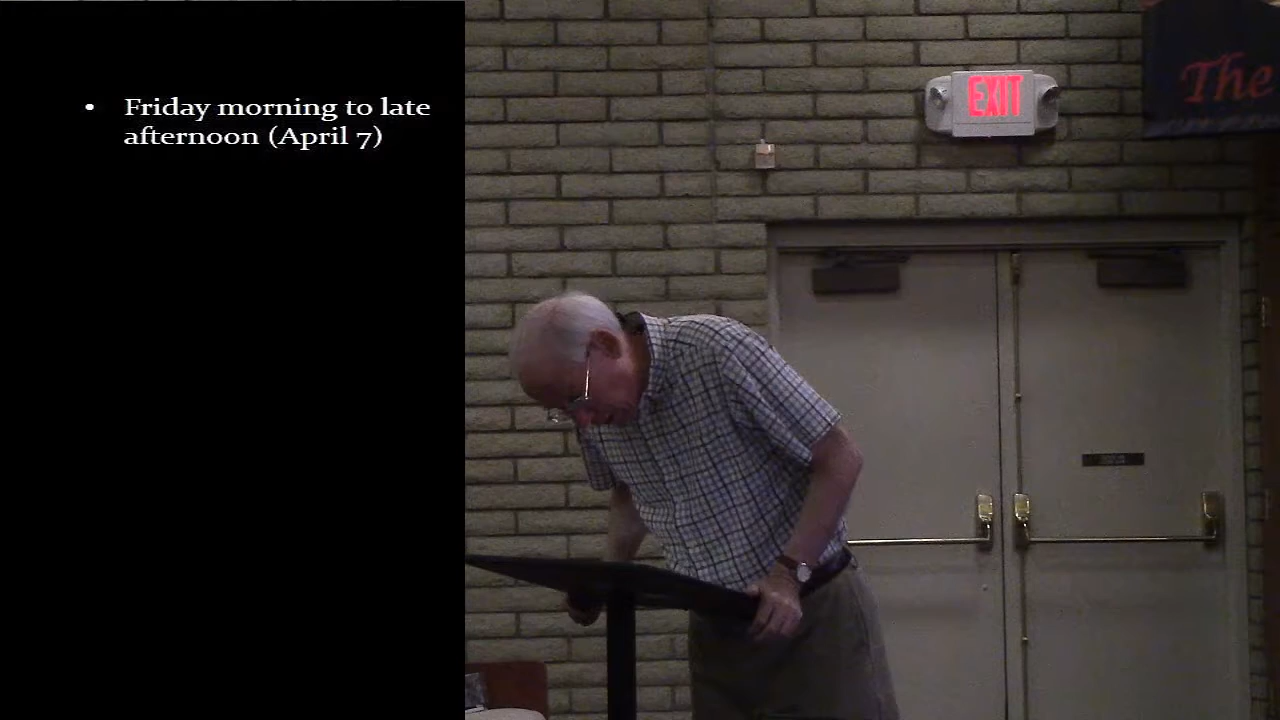 • Friday morning to late
afternoon (April 7)
EXIT
The